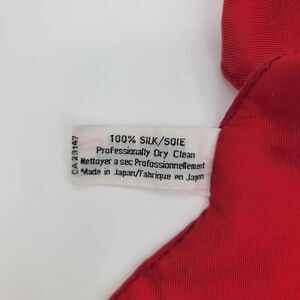 100% SILK/SOIE
Professionally Dry Clean
Nettoyer a sec Professionnellement
Made in Japan/Fabrique en Japon
CA 23147